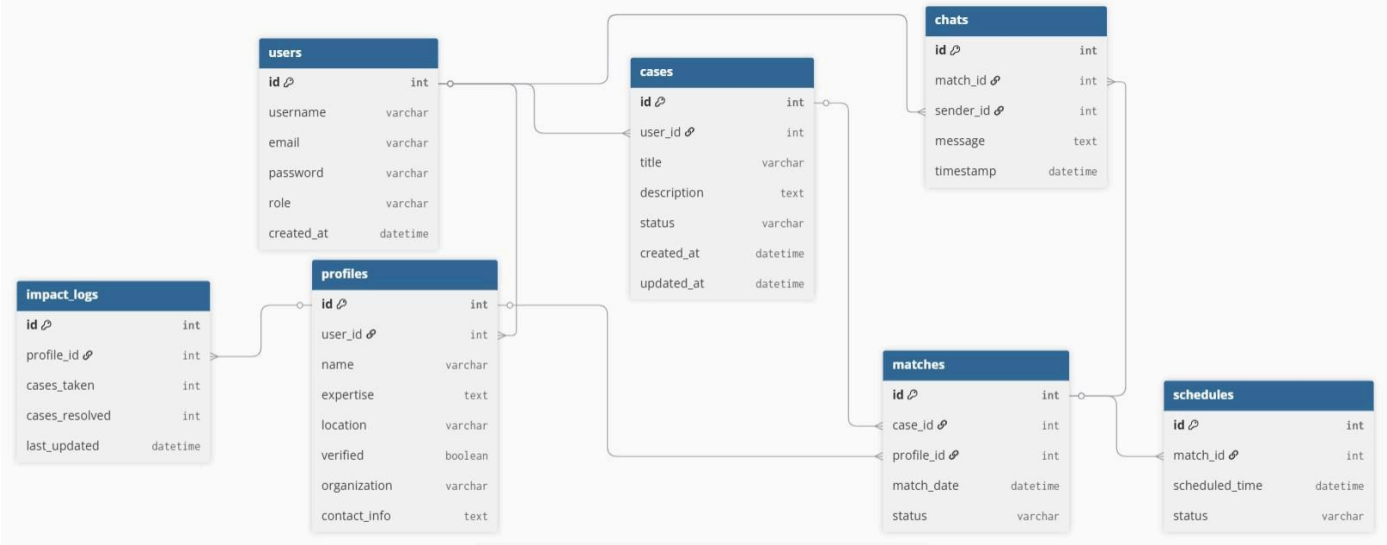 users
id int
username varchar
email varchar
password varchar
role varchar
created_at datetime
cases
id int
user_id int
title varchar
description text
status varchar
created_at datetime
updated_at datetime
chats
id int
match_id int
sender_id int
message text
timestamp datetime
impact_logs
id int
profile_id int
cases_taken int
cases_resolved int
last_updated datetime
profiles
id int
user_id int
name varchar
expertise text
location varchar
verified boolean
organization varchar
contact_info text
matches
id int
case_id int
profile_id int
match_date datetime
status varchar
schedules
id int
match_id int
scheduled_time datetime
status varchar